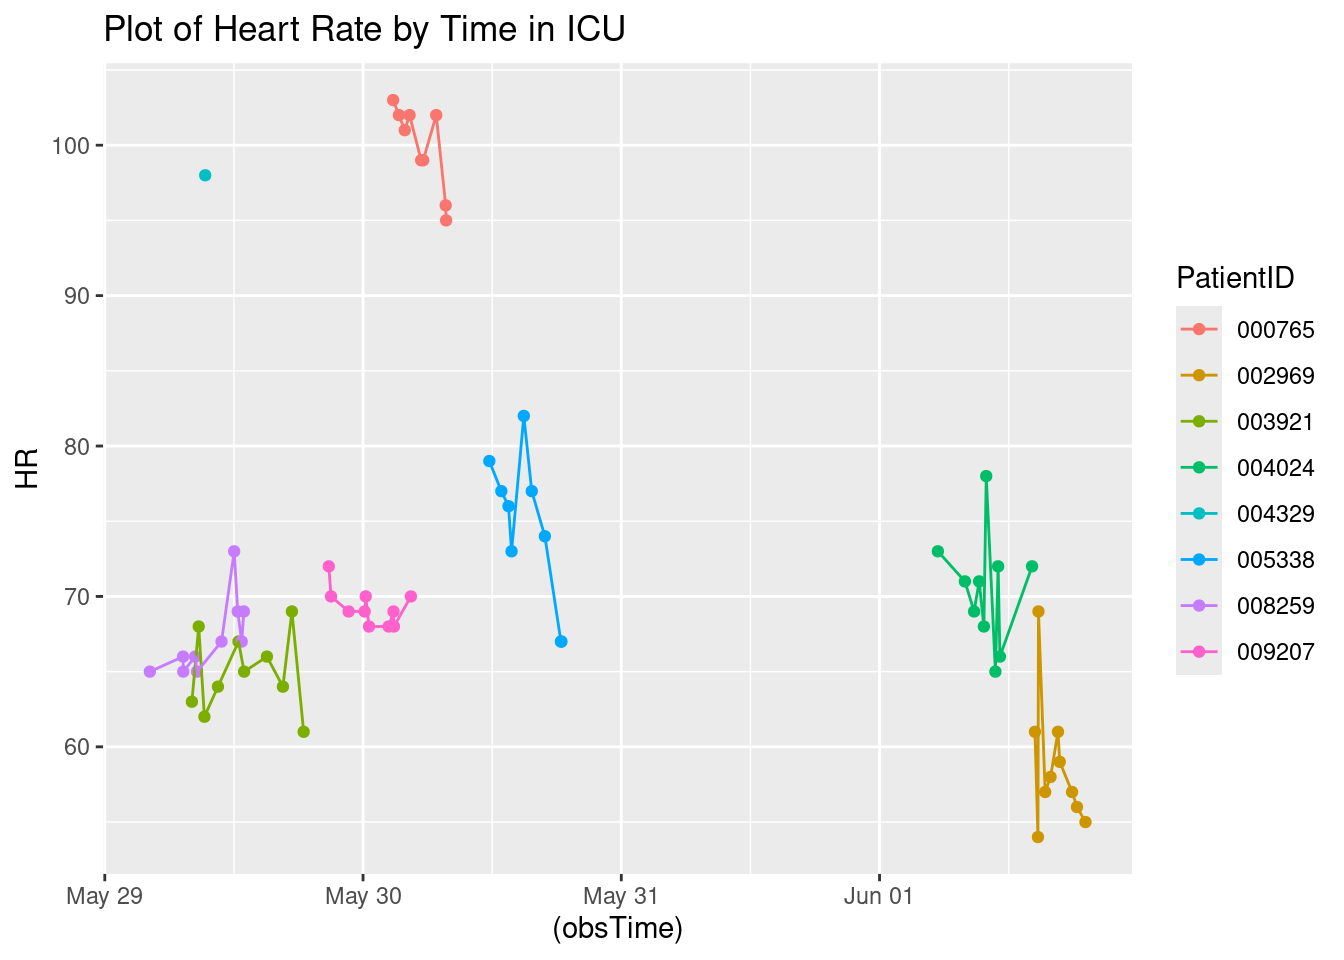 Plot of Heart Rate by Time in ICU
HR
100
90
80
70
60
May 29
May 30
May 31
Jun 01
(obsTime)
PatientID
000765
002969
003921
004024
004329
005338
008259
009207